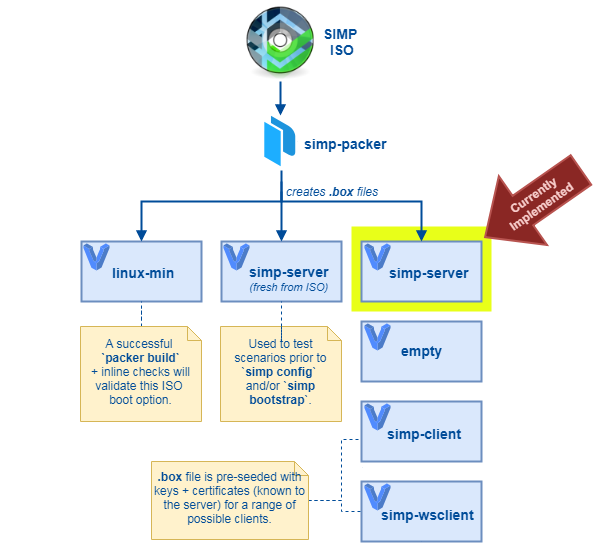 SIMP
ISO
simp-packer
creates .box files
Currently
Implemented
linux-min
simp-server
(fresh from ISO)
simp-server
A successful
`packer build`
+ inline checks will
validate this ISO
boot option.
Used to test
scenarios prior to
`simp config`
and/or `simp
bootstrap`.
empty
simp-client
.box file is pre-seeded with
keys + certificates (known to
the server) for a range of
possible clients.
simp-wsclient